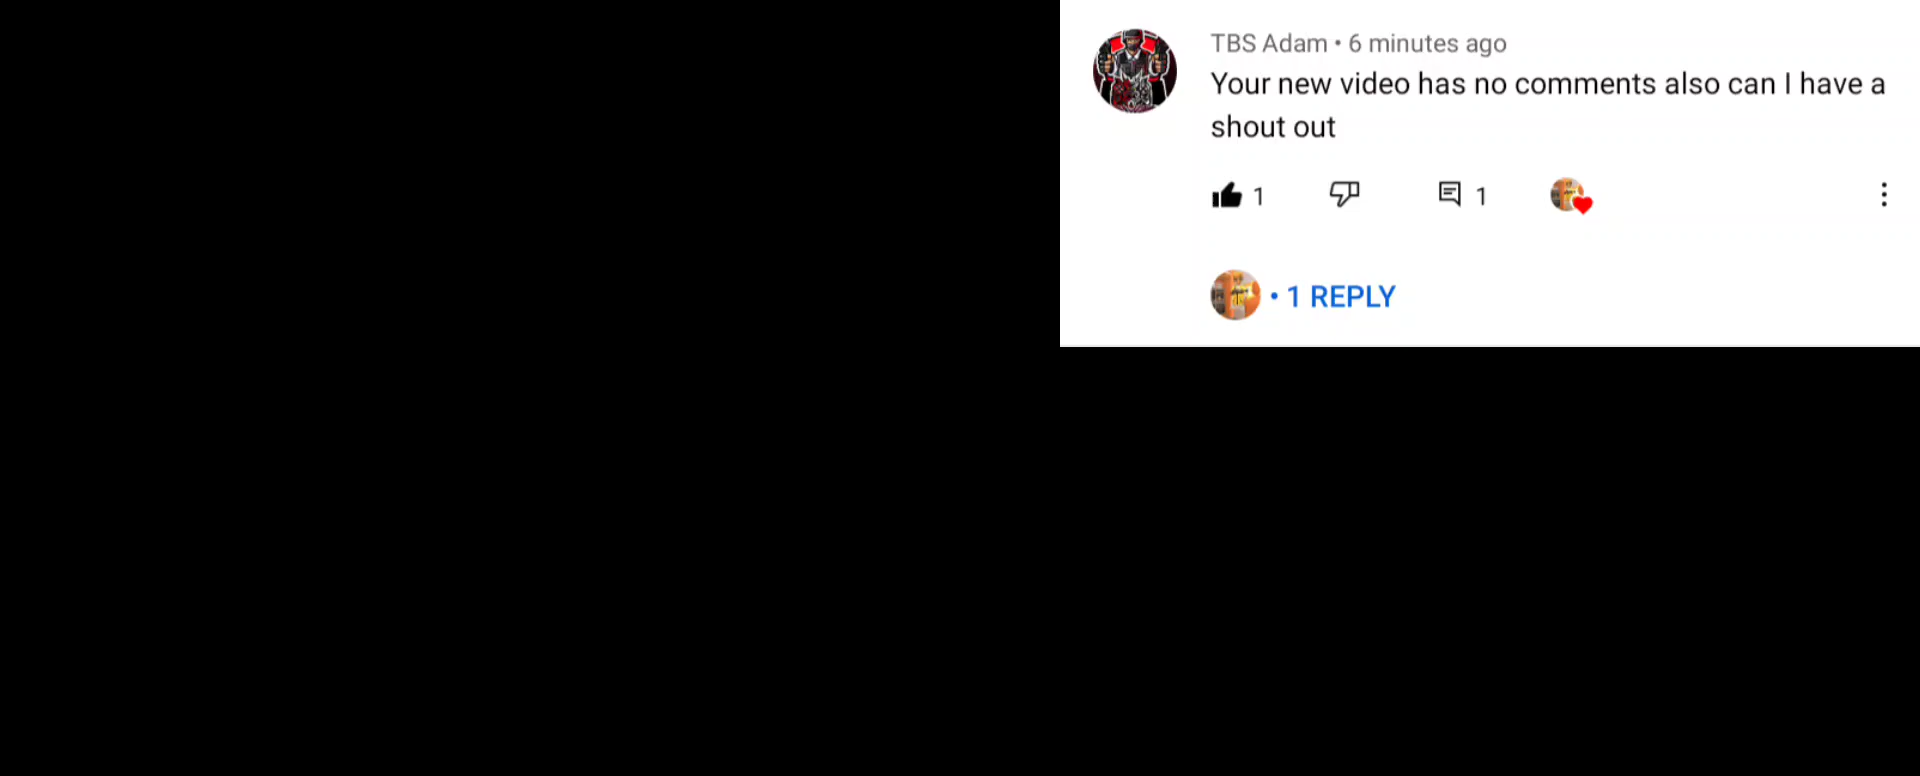 TBS Adam • 6 minutes ago
Your new video has no comments also can I have a
shout out
1 1
• 1 REPLY